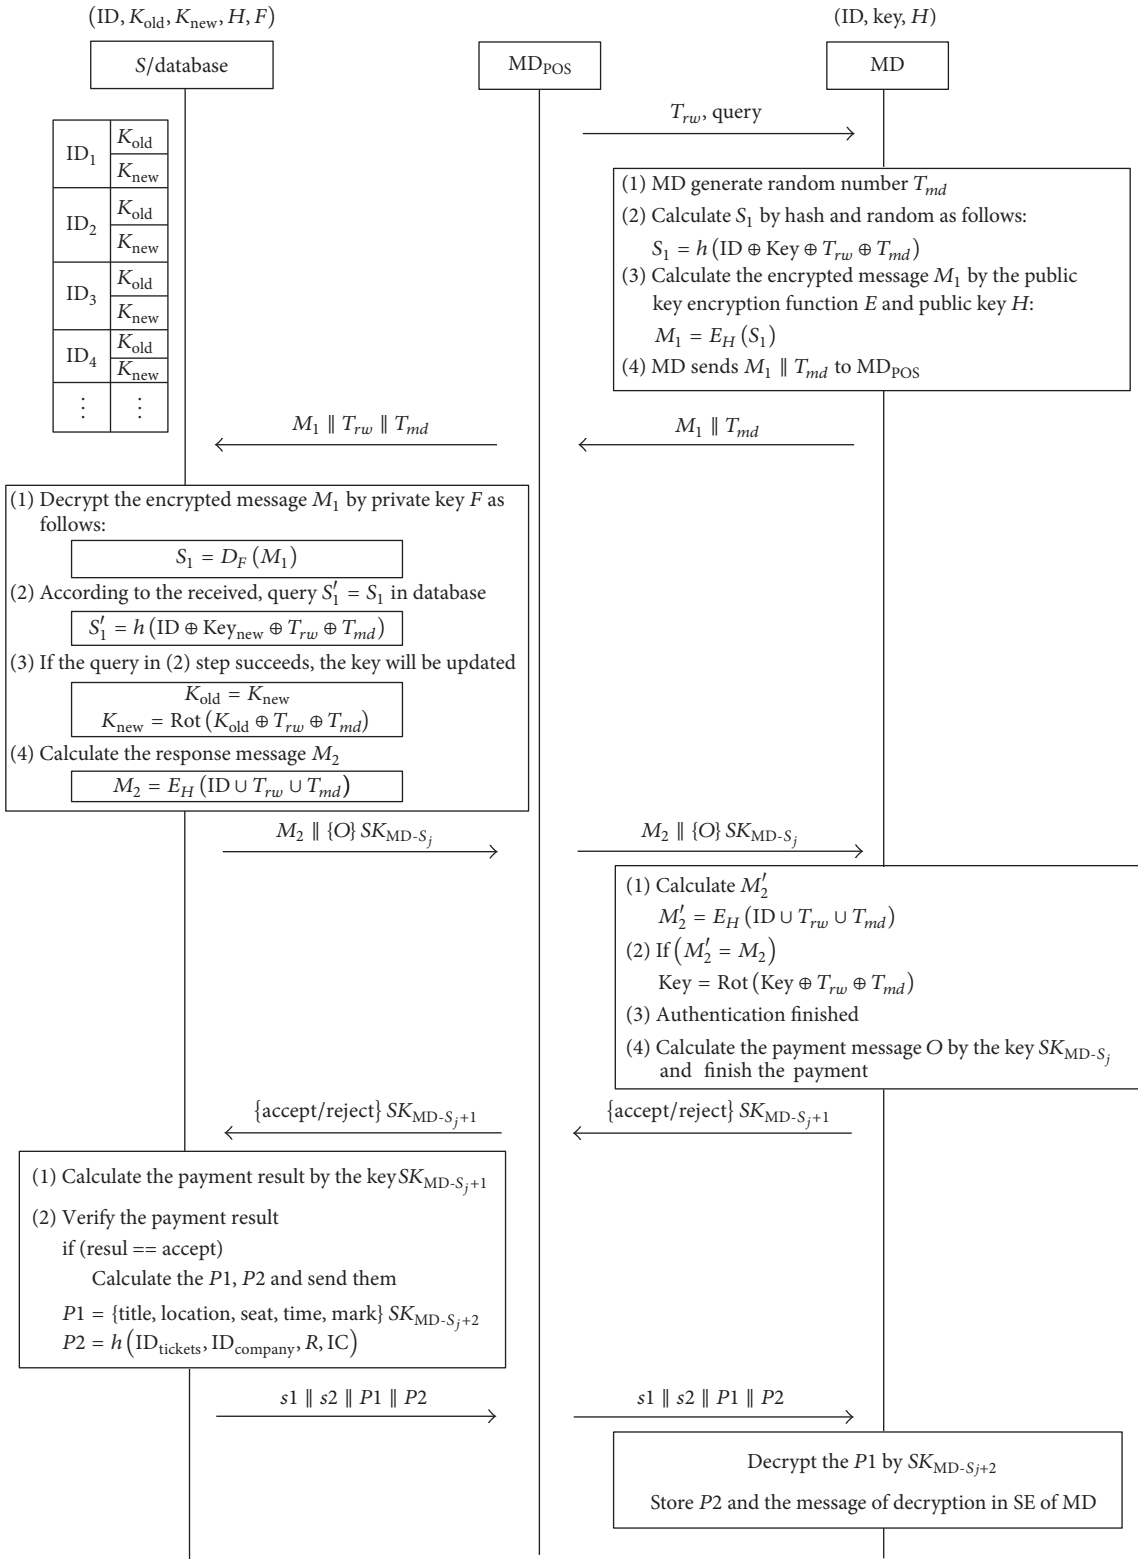 (ID, K_old, K_new, H, F)
(ID, key, H)
S/database
MD_POS
MD
T_rw, query
ID_1
K_old
K_new
ID_2
K_old
K_new
ID_3
K_old
K_new
ID_4
K_old
K_new
⋮
⋮
(1) MD generate random number T_md
(2) Calculate S_1 by hash and random as follows:
S_1 = h(ID ⊕ Key ⊕ T_rw ⊕ T_md)
(3) Calculate the encrypted message M_1 by the public
key encryption function E and public key H:
M_1 = E_H(S_1)
(4) MD sends M_1 ‖ T_md to MD_POS
M_1 ‖ T_rw ‖ T_md
M_1 ‖ T_md
(1) Decrypt the encrypted message M_1 by private key F as
follows:
S_1 = D_F(M_1)
(2) According to the received, query S′_1 = S_1 in database
S′_1 = h(ID ⊕ Key_new ⊕ T_rw ⊕ T_md)
(3) If the query in (2) step succeeds, the key will be updated
K_old = K_new
K_new = Rot(K_old ⊕ T_rw ⊕ T_md)
(4) Calculate the response message M_2
M_2 = E_H(ID ∪ T_rw ∪ T_md)
M_2 ‖ {O} SK_MD-S_j
M_2 ‖ {O} SK_MD-S_j
(1) Calculate M′_2
M′_2 = E_H(ID ∪ T_rw ∪ T_md)
(2) If (M′_2 = M_2)
Key = Rot(Key ⊕ T_rw ⊕ T_md)
(3) Authentication finished
(4) Calculate the payment message O by the key SK_MD-S_j
and finish the payment
{accept/reject} SK_MD-S_j+1
{accept/reject} SK_MD-S_j+1
(1) Calculate the payment result by the key SK_MD-S_j+1
(2) Verify the payment result
if (resul == accept)
Calculate the P1, P2 and send them
P1 = {title, location, seat, time, mark} SK_MD-S_j+2
P2 = h(ID_tickets, ID_company, R, IC)
s1 ‖ s2 ‖ P1 ‖ P2
s1 ‖ s2 ‖ P1 ‖ P2
Decrypt the P1 by SK_MD-S_j+2
Store P2 and the message of decryption in SE of MD